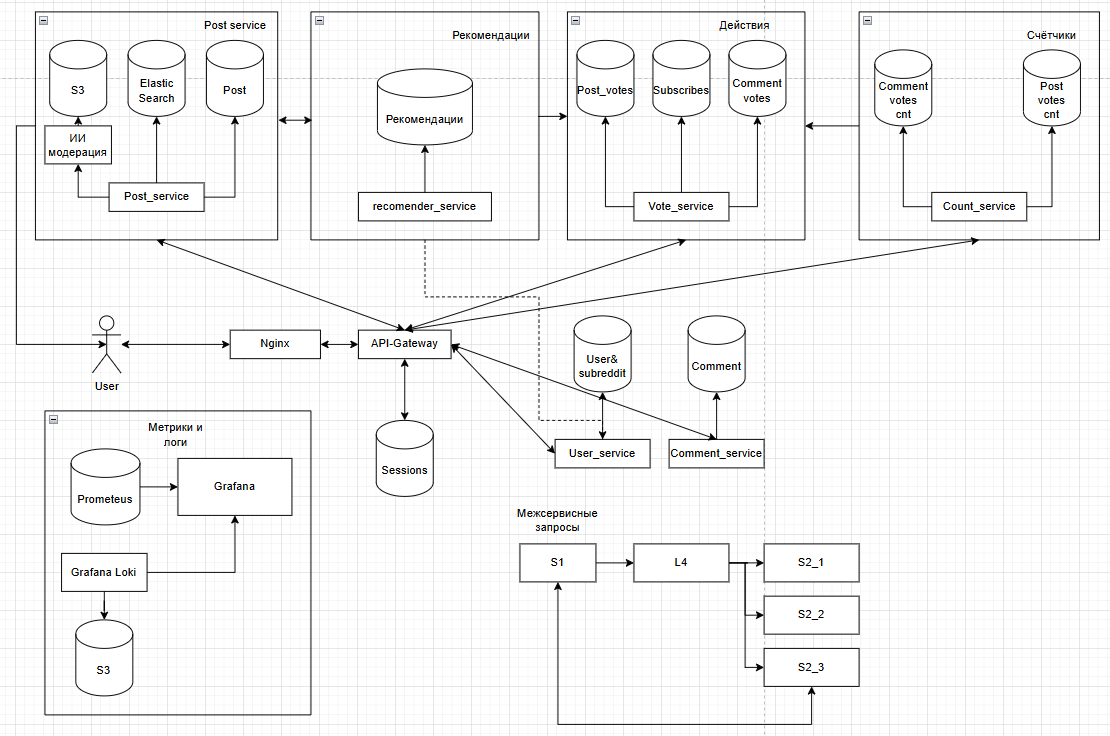 Post service
S3
Elastic
Search
Post
ИИ
модерация
Post_service
Рекомендации
Рекомендации
recomender_service
Действия
Post_votes
Subscribes
Comment
votes
Vote_service
Счётчики
Comment
votes
cnt
Post
votes
cnt
Count_service
User
Nginx
API-Gateway
Sessions
User&
subreddit
User_service
Comment
Comment_service
Метрики и
логи
Prometeus
Grafana
Grafana Loki
S3
Межсервисные
запросы
S1
L4
S2_1
S2_2
S2_3